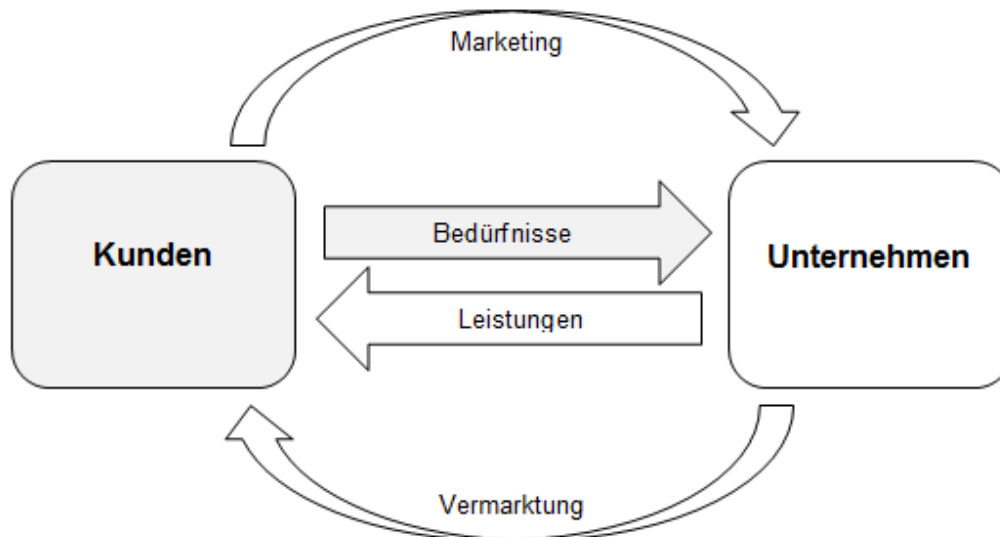 Marketing
Kunden
Bedürfnisse
Unternehmen
Leistungen
Vermarktung